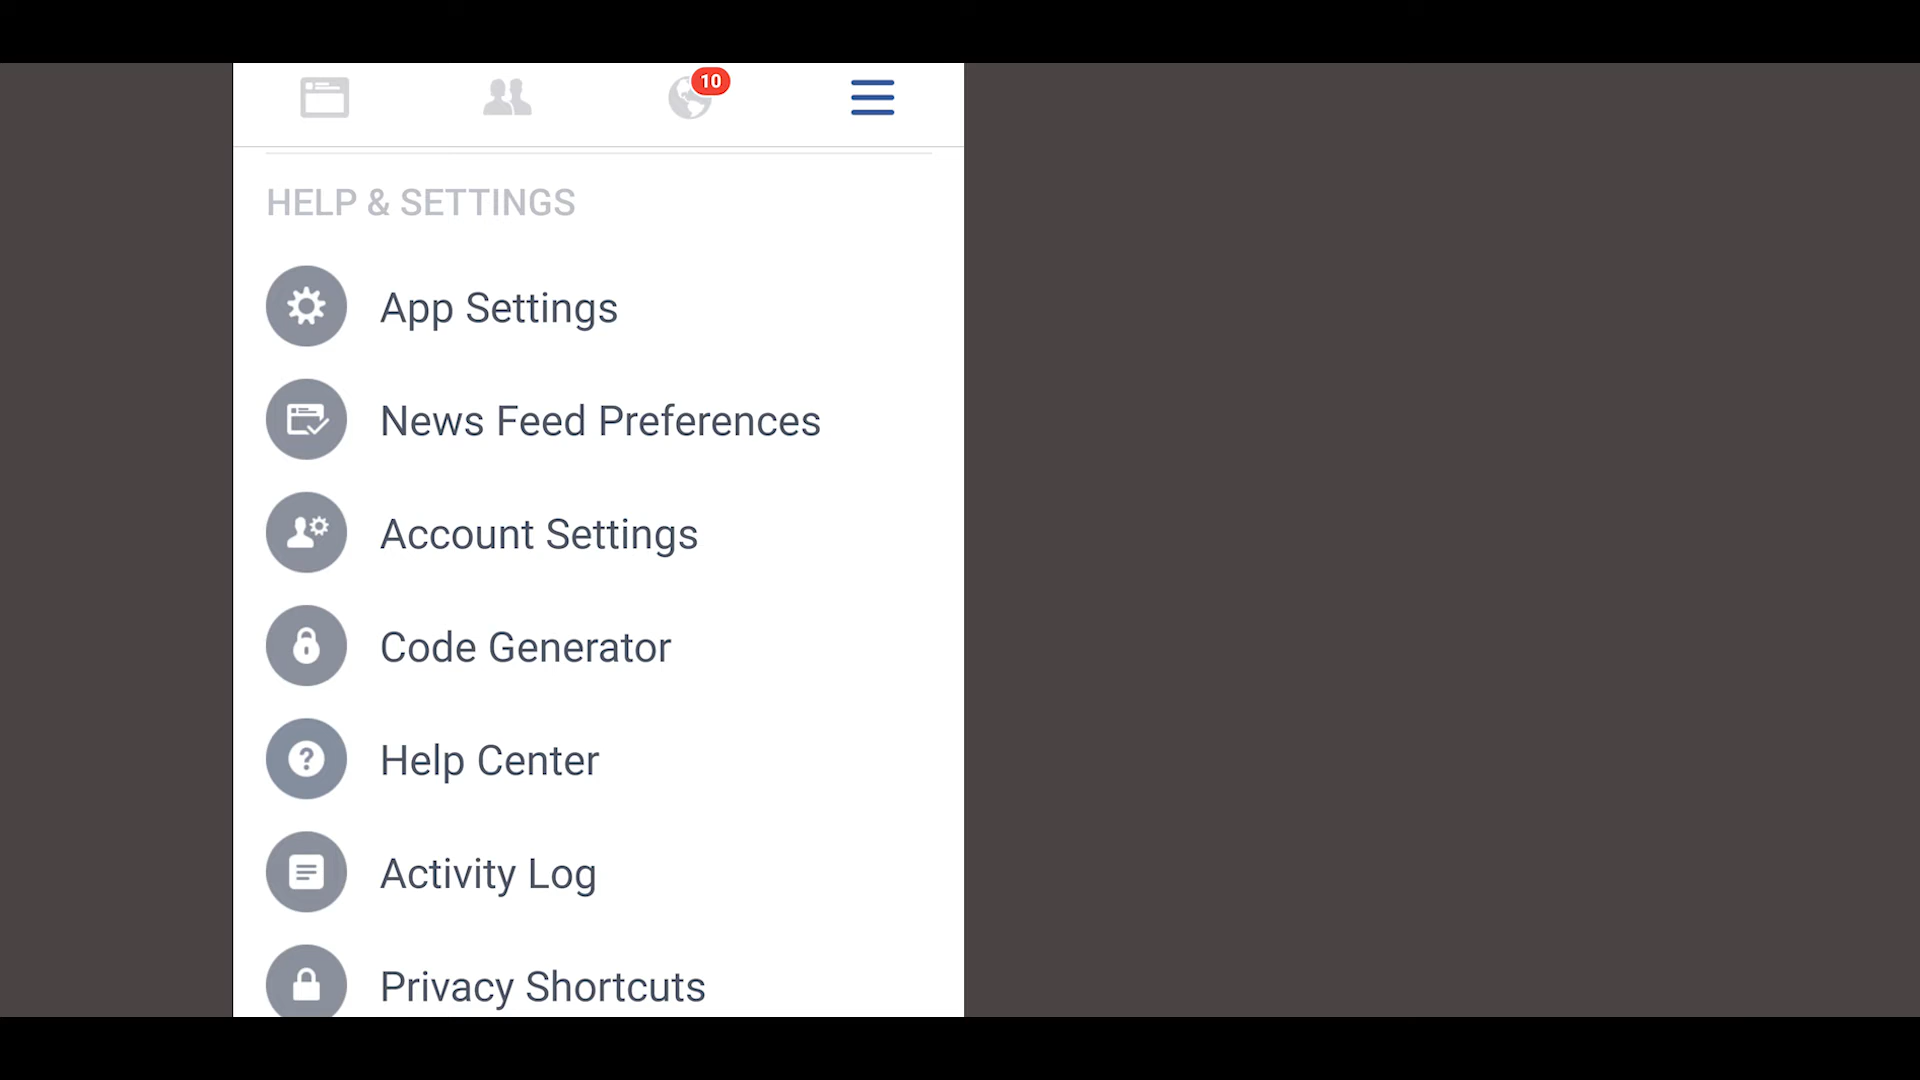 10
HELP & SETTINGS
App Settings
News Feed Preferences
Account Settings
Code Generator
? Help Center
Activity Log
Privacy Shortcuts